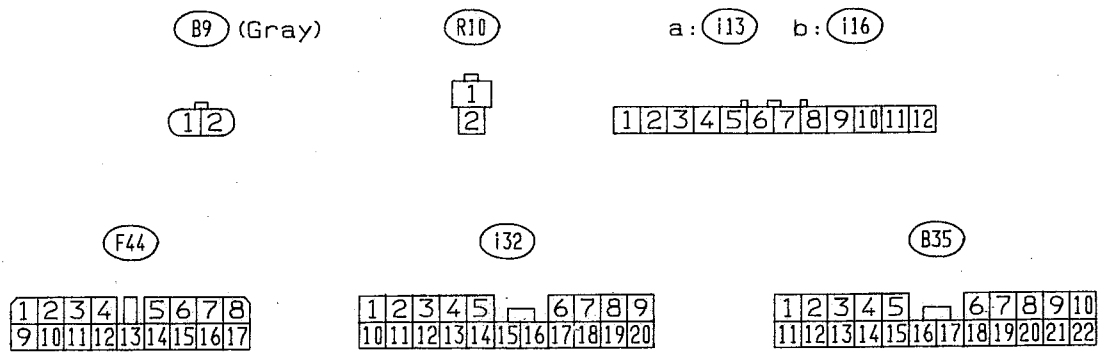 B9 (Gray) R10 a: i13 b: i16
1 2
1
2
1 2 3 4 5 6 7 8 9 10 11 12
F44 i32 B35
1 2 3 4 5 6 7 8
9 10 11 12 13 14 15 16 17
1 2 3 4 5 6 7 8 9
10 11 12 13 14 15 16 17 18 19 20
1 2 3 4 5 6 7 8 9 10
11 12 13 14 15 16 17 18 19 20 21 22